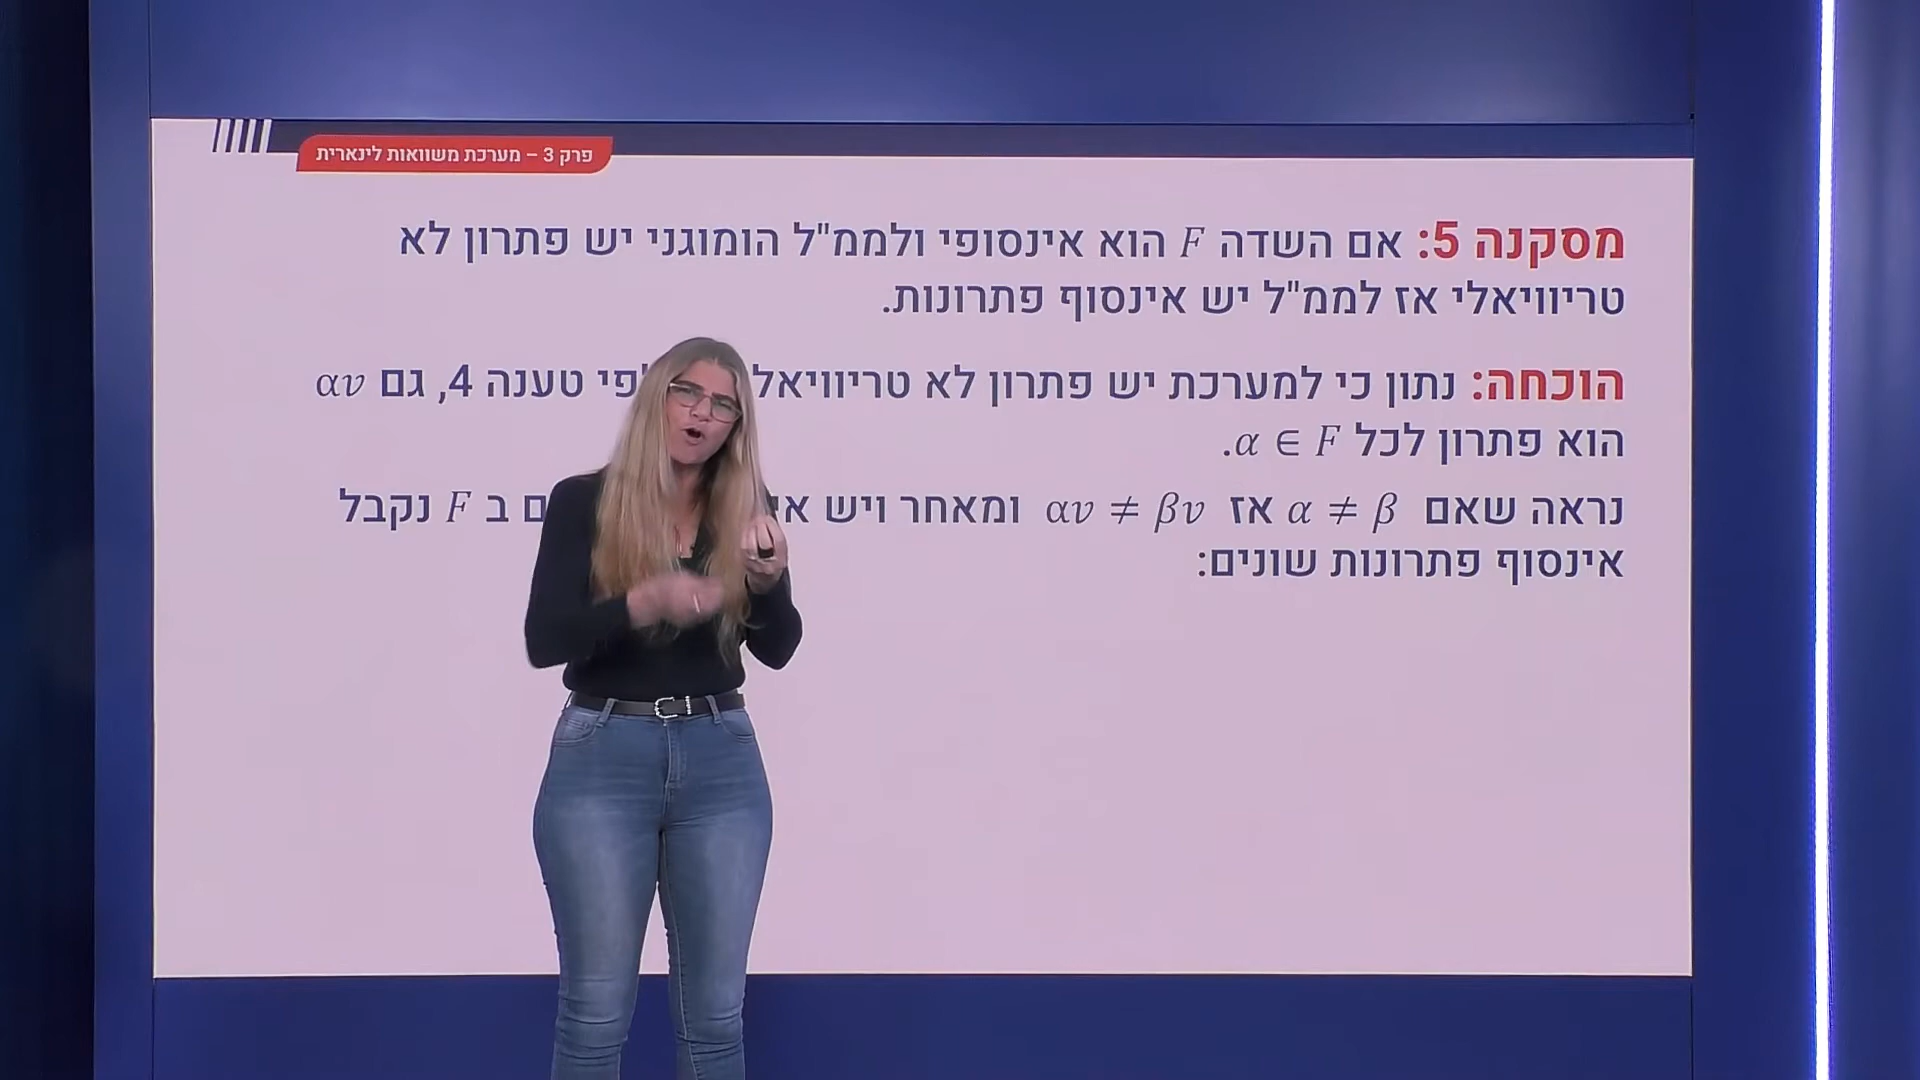 פרק 3 – מערכת משוואות לינארית
מסקנה 5: אם השדה F הוא אינסופי ולממ"ל הומוגני יש פתרון לא
טריוויאלי אז לממ"ל יש אינסוף פתרונות.
הוכחה: נתון כי למערכת יש פתרון לא טריוויאלי לפי טענה 4, גם αv
הוא פתרון לכל α ∈ F.
נראה שאם α ≠ β אז αv ≠ βv ומאחר ויש ב F נקבל
אינסוף פתרונות שונים: